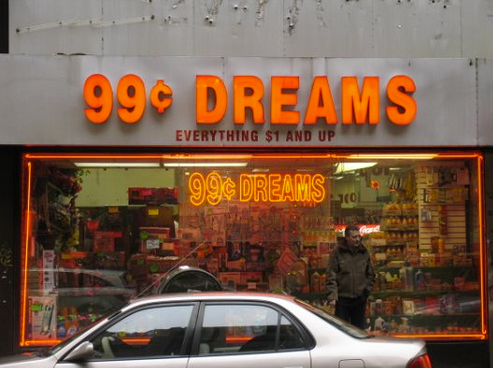 99¢ DREAMS
EVERYTHING $1 AND UP
99¢ DREAMS